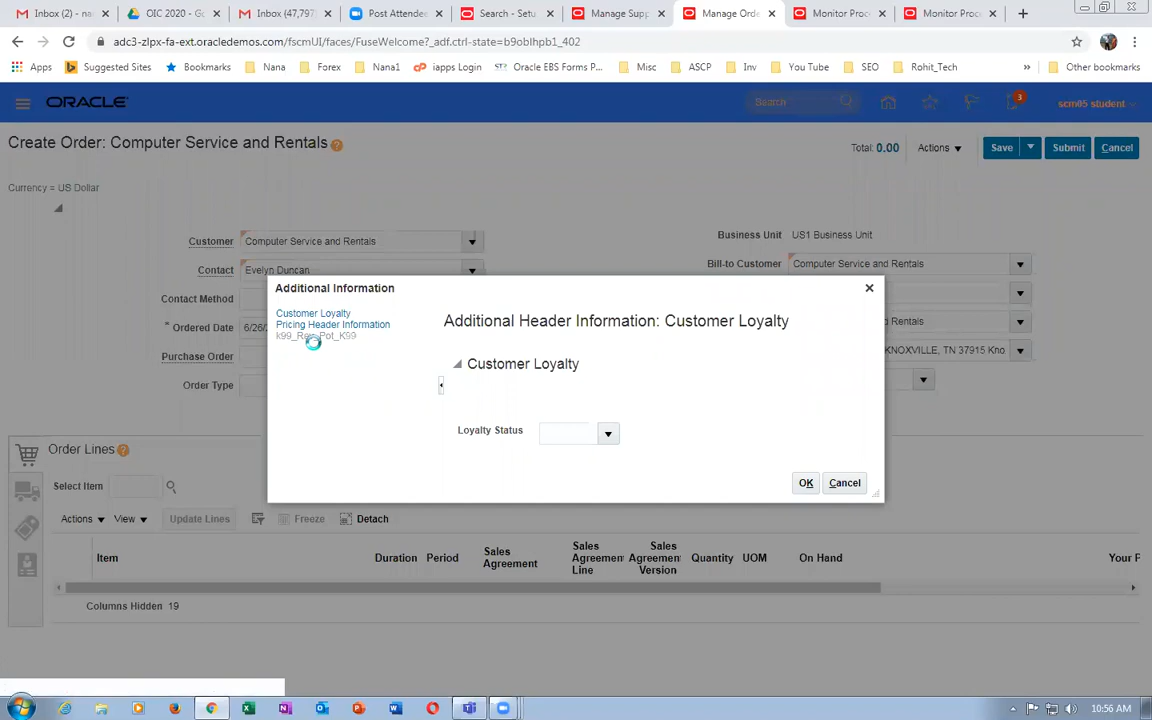 Inbox (2) - ne
OIC 2020 - Go
Inbox (47,797)
Post Attendee
Search - Setu
Manage Supp
Manage Orde
Monitor Proc
Monitor Proc
adc3-zlpx-fa-ext.oracledemos.com/fscmUI/faces/FuseWelcome?_adf.ctrl-state=b9oblhpb1_402
Apps
Suggested Sites
Bookmarks
Nana
Forex
Nana1
iapps Login
Oracle EBS Forms P...
Misc
ASCP
Inv
You Tube
SEO
Rohit_Tech
»
Other bookmarks
ORACLE
Search
3
scm05 student
Create Order: Computer Service and Rentals
Total: 0.00
Actions
Save
Submit
Cancel
Currency = US Dollar
Customer
Computer Service and Rentals
Business Unit
US1 Business Unit
Contact
Evelyn Duncan
Bill-to Customer
Computer Service and Rentals
Contact Method
* Ordered Date
6/26/
Rentals
Purchase Order
KNOXVILLE, TN 37915 Kno
Order Type
Additional Information
Customer Loyalty
Pricing Header Information
Additional Header Information: Customer Loyalty
Customer Loyalty
Loyalty Status
OK
Cancel
Order Lines
Select Item
Actions
View
Update Lines
Freeze
Detach
Item
Duration
Period
Sales Agreement
Sales Agreement Line
Sales Agreement Version
Quantity
UOM
On Hand
Your P
Columns Hidden 19
10:56 AM